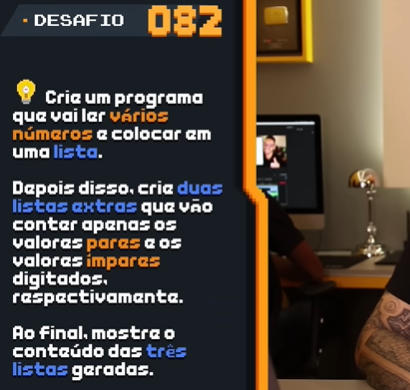 DESAFIO 082
Crie um programa
que vai ler vários
números e colocar em
uma lista.
Depois disso, crie duas
listas extras que vão
conter apenas os
valores pares e os
valores ímpares
digitados,
respectivamente.
Ao final, mostre o
conteúdo das três
listas geradas.